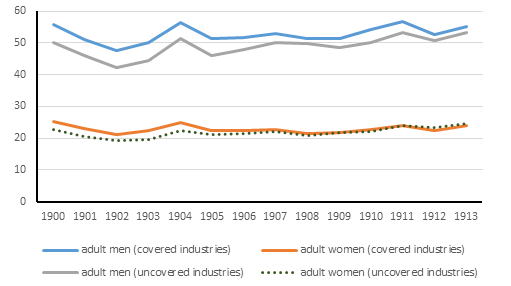 60
50
40
30
20
10
0
1900 1901 1902 1903 1904 1905 1906 1907 1908 1909 1910 1911 1912 1913
adult men (covered industries) adult women (covered industries)
adult men (uncovered industries) adult women (uncovered industries)